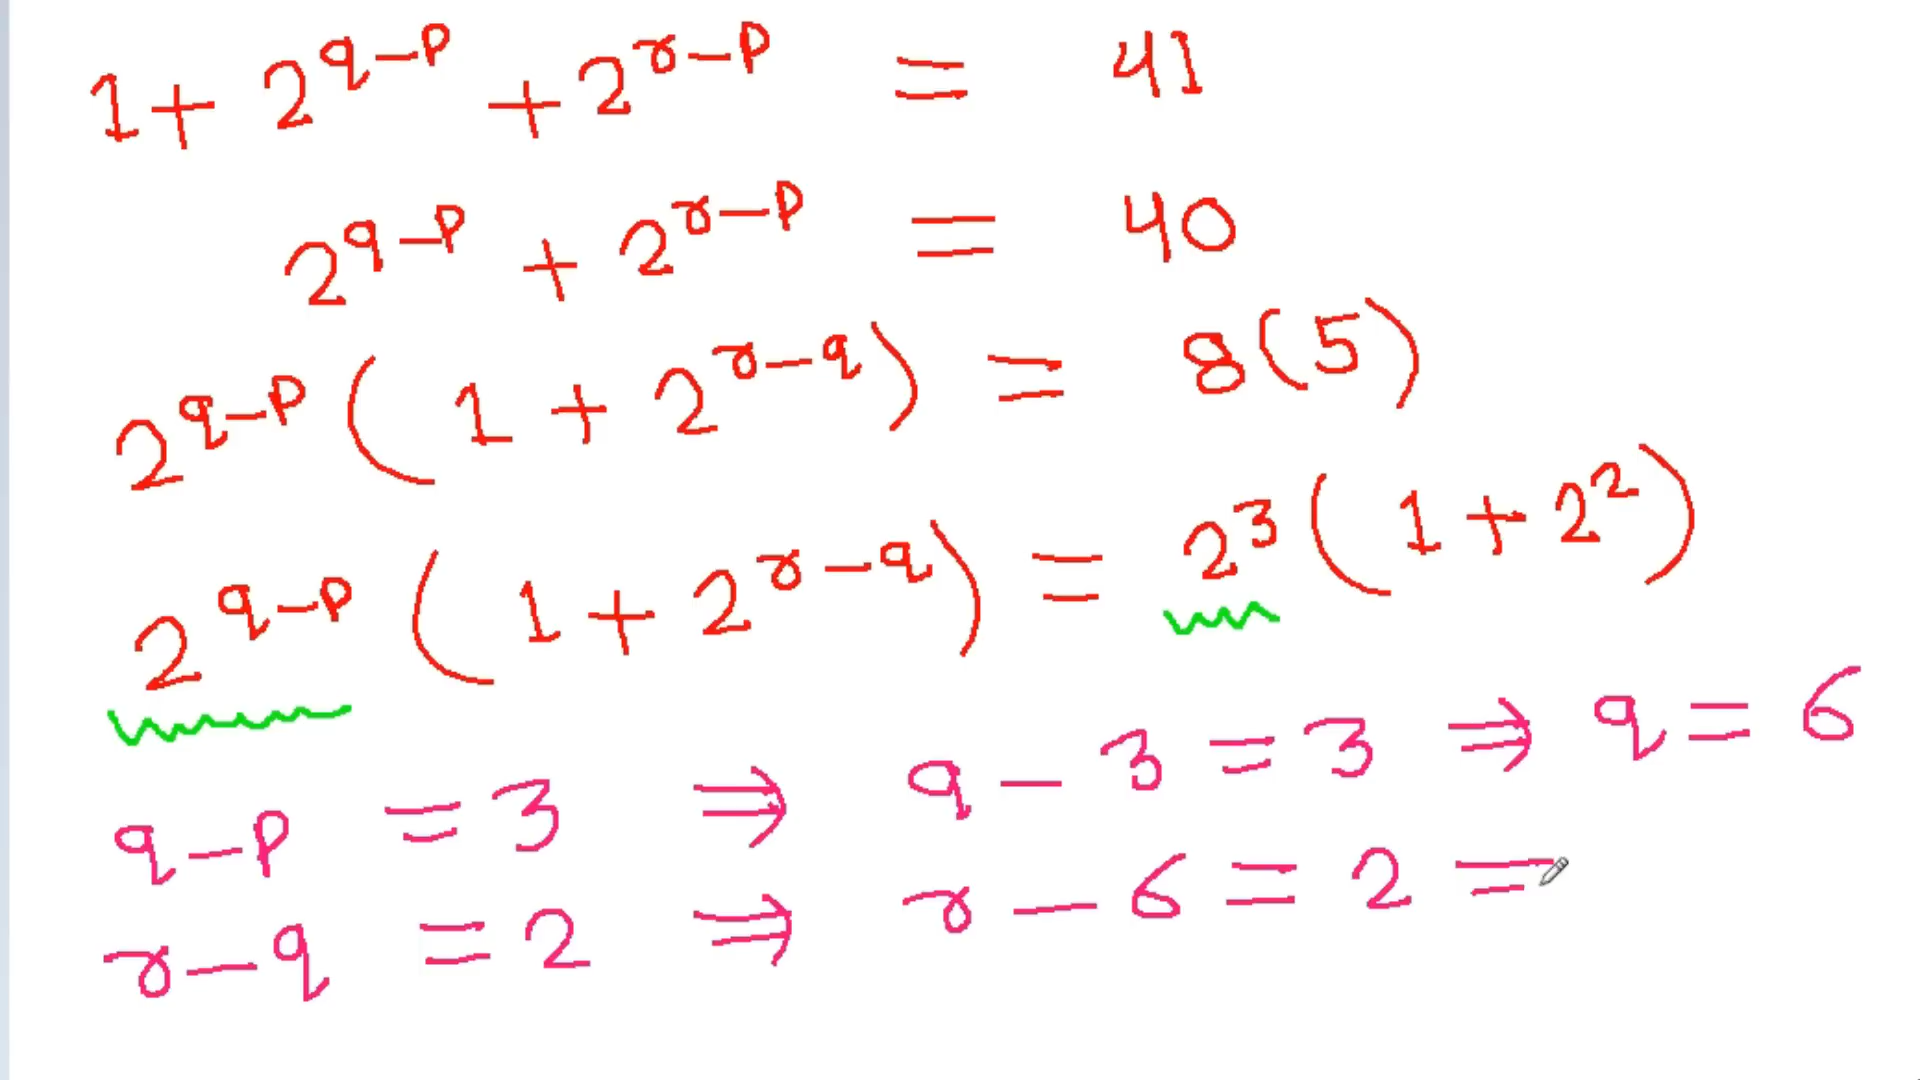 1 + 2^{q-p} + 2^{r-p} = 41
2^{q-p} + 2^{r-p} = 40
2^{q-p} ( 1 + 2^{r-q} ) = 8(5)
2^{q-p} ( 1 + 2^{r-q} ) = 2^3 ( 1 + 2^2 )
q - p = 3 ⇒ q - 3 = 3 ⇒ q = 6
r - q = 2 ⇒ r - 6 = 2 =